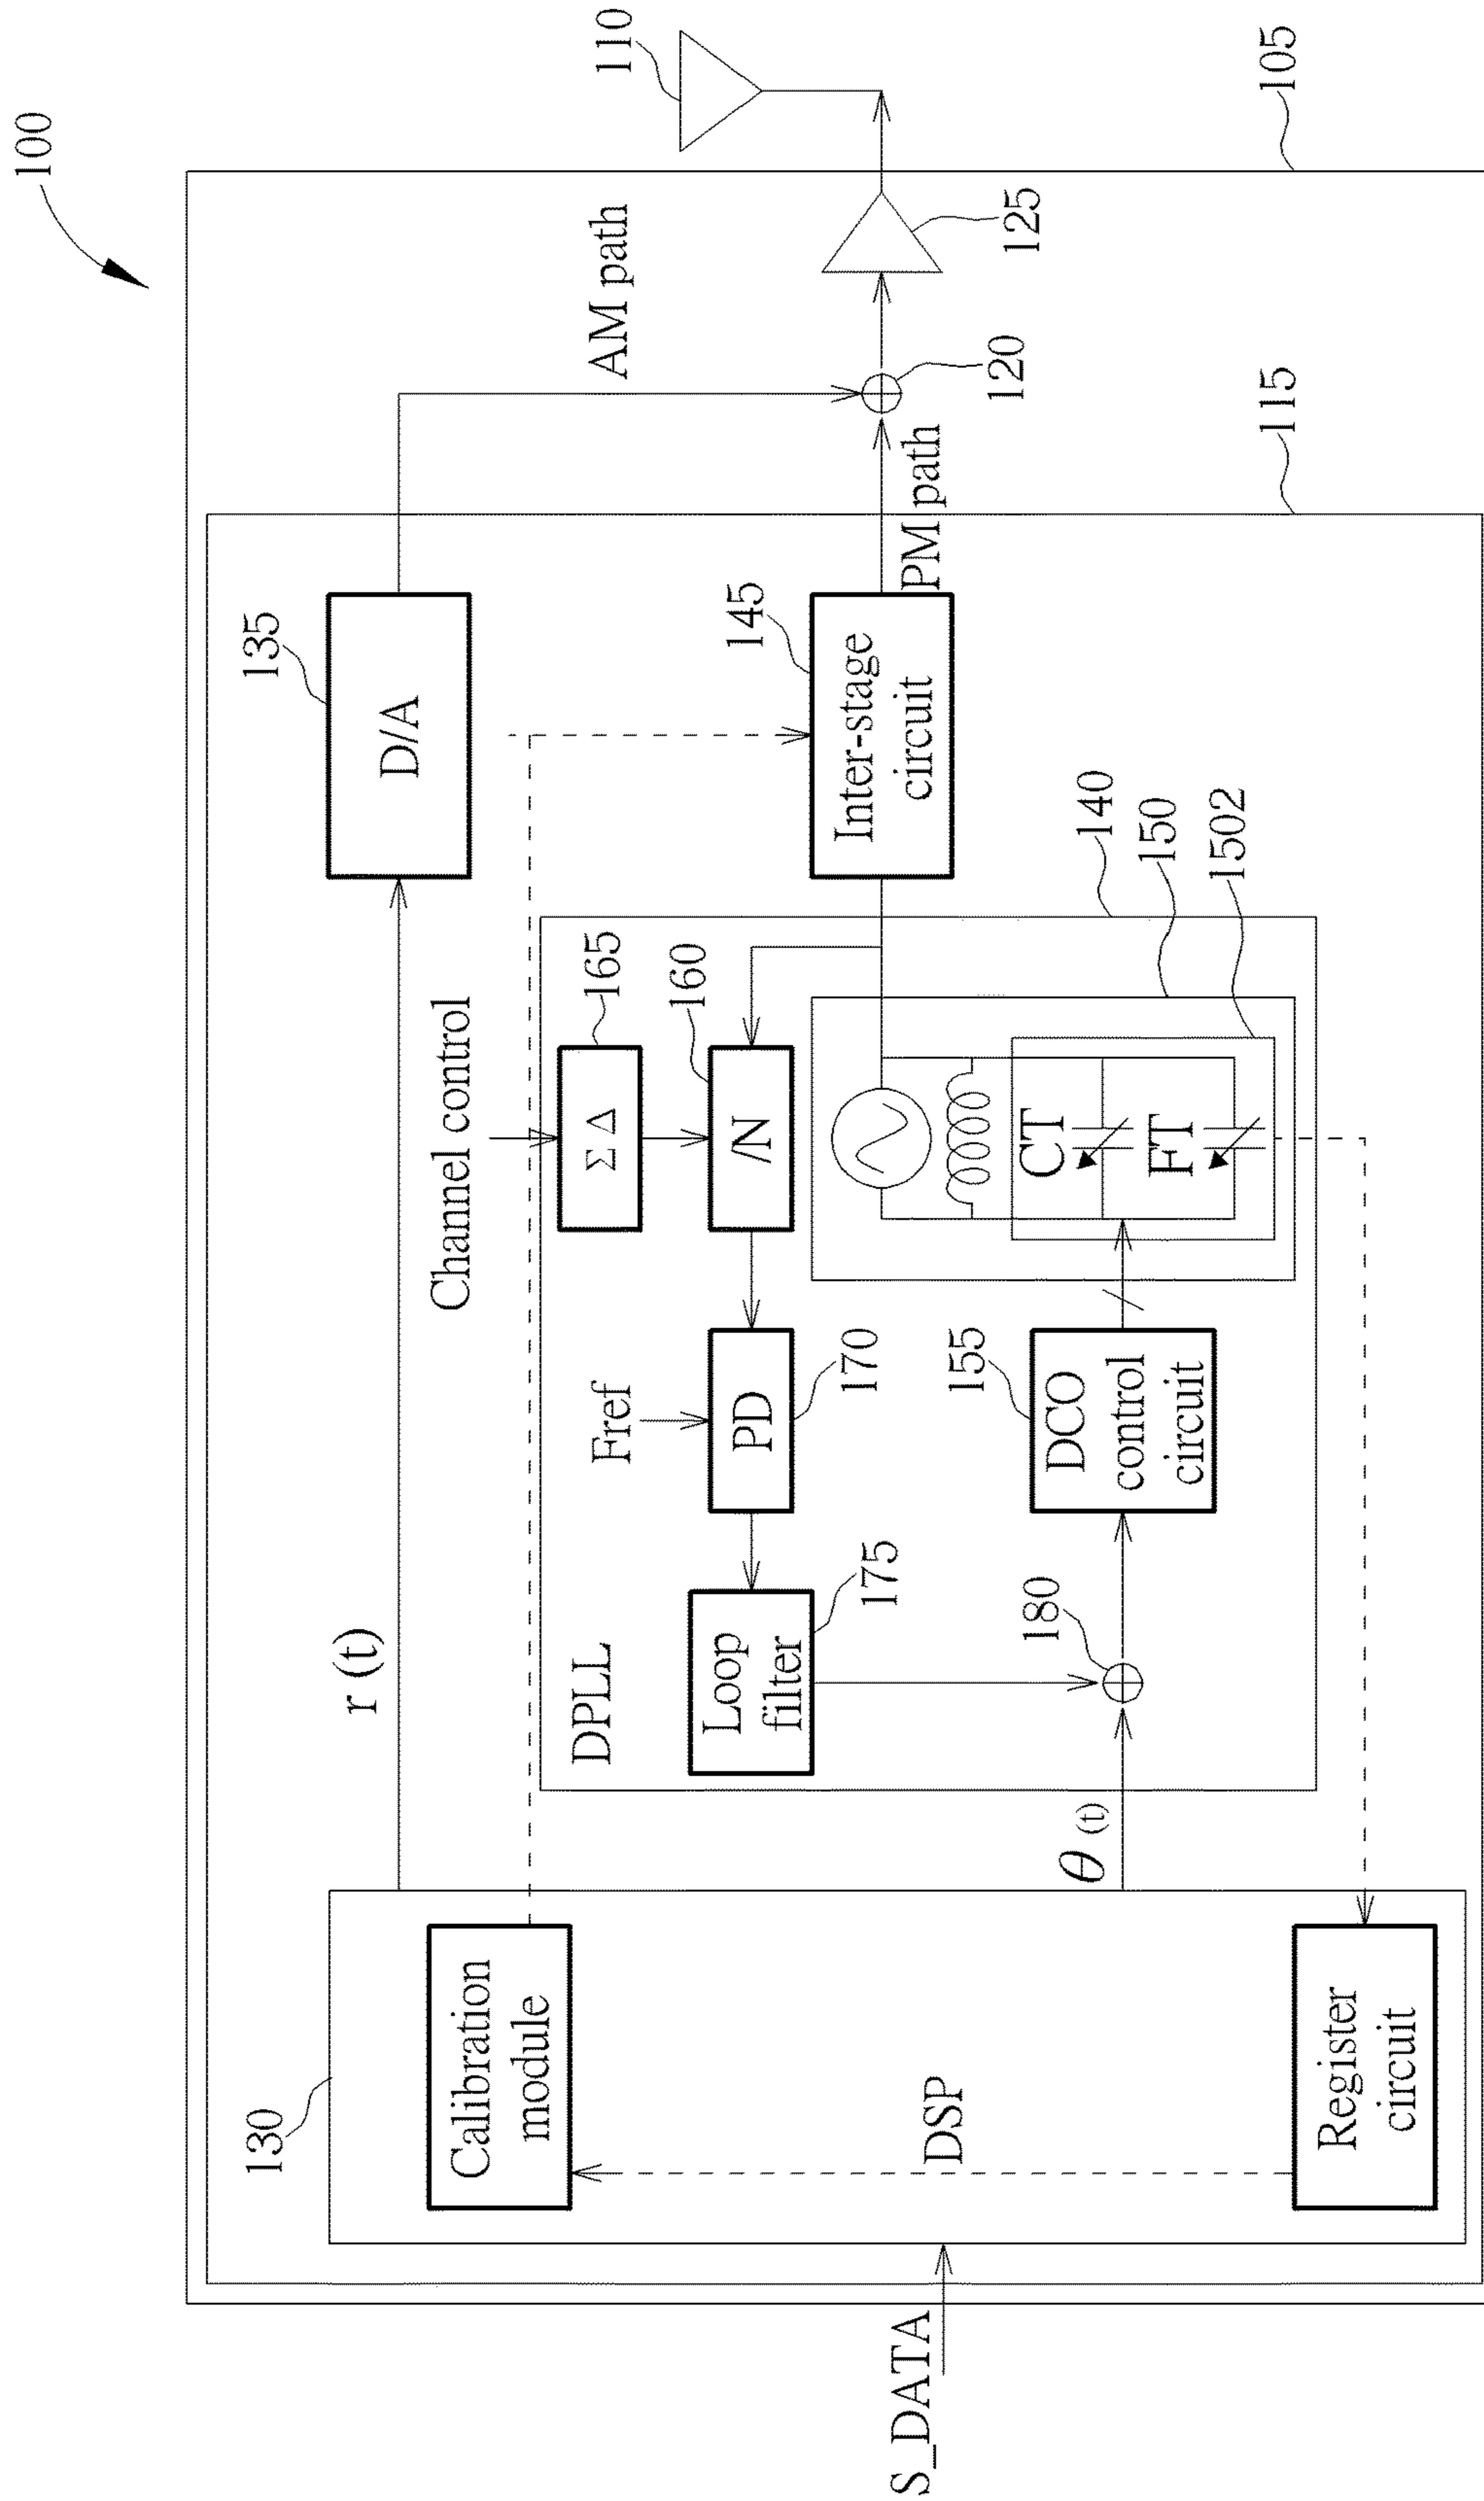 100
105
110
115
AM path
125
120
PM path
135
D/A
145
Inter-stage
circuit
140
150
1502
Channel control
165
Σ Δ
160
/N
CT
FT
Fref
PD
170
155
DCO
control
circuit
175
Loop
filter
180
DPLL
r (t)
θ (t)
130
Calibration
module
DSP
Register
circuit
S_DATA